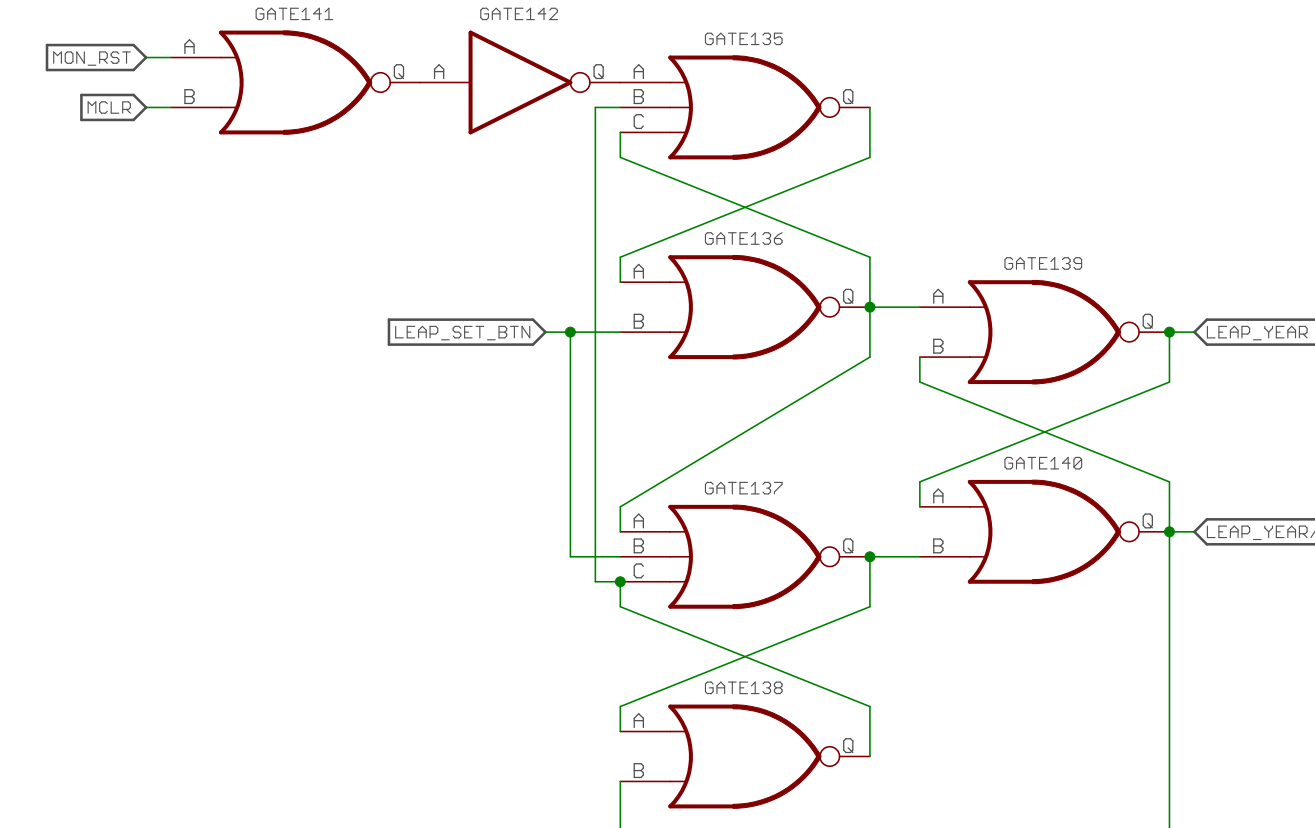 GATE141
GATE142
GATE135
MON_RST
A
Q
A
Q
A
MCLR
B
B
Q
C
GATE136
A
Q
LEAP_SET_BTN
B
GATE139
A
Q
LEAP_YEAR
B
GATE137
A
B
Q
C
GATE140
A
B
Q
LEAP_YEAR/
GATE138
A
Q
B